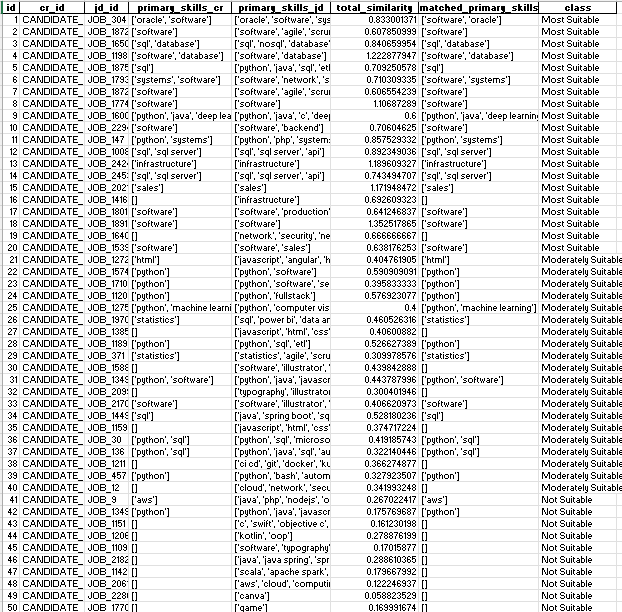 id cr_id jd_id primary_skills_cr primary_skills_jd total_similarity matched_primary_skills class
1 CANDIDATE_ JOB_304 ['oracle', 'software'] ['oracle', 'software', 'sys 0.833001371 ['software', 'oracle'] Most Suitable
2 CANDIDATE_ JOB_1872 ['software'] ['software', 'agile', 'scru 0.607852999 ['software'] Most Suitable
3 CANDIDATE_ JOB_1650 ['sql', 'database'] ['sql', 'nosql', 'database' 0.840659954 ['sql', 'database'] Most Suitable
4 CANDIDATE_ JOB_1198 ['software', 'database'] ['software', 'database'] 1.222877947 ['software', 'database'] Most Suitable
5 CANDIDATE_ JOB_1875 ['sql'] ['python', 'java', 'sql', 'etl 0.709250578 ['sql'] Most Suitable
6 CANDIDATE_ JOB_1793 ['systems', 'software'] ['software', 'network', 's 0.710309335 ['software', 'systems'] Most Suitable
7 CANDIDATE_ JOB_1872 ['software'] ['software', 'agile', 'scru 0.606554239 ['software'] Most Suitable
8 CANDIDATE_ JOB_1774 ['software'] ['software'] 1.10687289 ['software'] Most Suitable
9 CANDIDATE_ JOB_1600 ['python', 'java', 'deep lea ['python', 'java', 'c', 'deep 0.6 ['python', 'java', 'deep learning Most Suitable
10 CANDIDATE_ JOB_229 ['software'] ['software', 'backend'] 0.70604625 ['software'] Most Suitable
11 CANDIDATE_ JOB_147 ['python', 'systems'] ['python', 'php', 'system 0.857529332 ['python', 'systems'] Most Suitable
12 CANDIDATE_ JOB_1009 ['sql', 'sql server'] ['sql', 'sql server', 'api'] 0.892349036 ['sql', 'sql server'] Most Suitable
13 CANDIDATE_ JOB_242 ['infrastructure'] ['infrastructure'] 1.189609327 ['infrastructure'] Most Suitable
14 CANDIDATE_ JOB_245 ['sql', 'sql server'] ['sql', 'sql server', 'api'] 0.743494707 ['sql', 'sql server'] Most Suitable
15 CANDIDATE_ JOB_202 ['sales'] ['sales'] 1.171948472 ['sales'] Most Suitable
16 CANDIDATE_ JOB_1416 [] ['infrastructure'] 0.692609323 [] Most Suitable
17 CANDIDATE_ JOB_1801 ['software'] ['software', 'production' 0.641246837 ['software'] Most Suitable
18 CANDIDATE_ JOB_1891 ['software'] ['software'] 1.352517865 ['software'] Most Suitable
19 CANDIDATE_ JOB_1640 [] ['network', 'security', 'ne 0.666666667 [] Most Suitable
20 CANDIDATE_ JOB_1539 ['software'] ['software', 'sales'] 0.638176253 ['software'] Most Suitable
21 CANDIDATE_ JOB_1272 ['html'] ['javascript', 'angular', 'h 0.404761905 ['html'] Moderately Suitable
22 CANDIDATE_ JOB_1574 ['python'] ['python', 'software'] 0.590909091 ['python'] Moderately Suitable
23 CANDIDATE_ JOB_1710 ['python'] ['python', 'software', 'se 0.395833333 ['python'] Moderately Suitable
24 CANDIDATE_ JOB_1120 ['python'] ['python', 'fullstack'] 0.576923077 ['python'] Moderately Suitable
25 CANDIDATE_ JOB_1275 ['python', 'machine learni ['python', 'computer vis 0.4 ['python', 'machine learning'] Moderately Suitable
26 CANDIDATE_ JOB_1970 ['statistics'] ['sql', 'power bi', 'data an 0.460526316 ['statistics'] Moderately Suitable
27 CANDIDATE_ JOB_1385 [] ['javascript', 'html', 'css' 0.40600882 [] Moderately Suitable
28 CANDIDATE_ JOB_1189 ['python'] ['python', 'sql', 'etl'] 0.526627389 ['python'] Moderately Suitable
29 CANDIDATE_ JOB_371 ['statistics'] ['statistics', 'agile', 'scru 0.309978576 ['statistics'] Moderately Suitable
30 CANDIDATE_ JOB_1588 [] ['software', 'illustrator', ' 0.439842888 [] Moderately Suitable
31 CANDIDATE_ JOB_1349 ['python', 'software'] ['python', 'java', 'javascr 0.443787996 ['python', 'software'] Moderately Suitable
32 CANDIDATE_ JOB_209 [] ['typography', 'illustrato 0.300401946 [] Moderately Suitable
33 CANDIDATE_ JOB_2170 ['software'] ['software', 'illustrator', ' 0.406620973 ['software'] Moderately Suitable
34 CANDIDATE_ JOB_1449 ['sql'] ['java', 'spring boot', 'sq 0.528180236 ['sql'] Moderately Suitable
35 CANDIDATE_ JOB_1159 [] ['javascript', 'html', 'css' 0.374717224 [] Moderately Suitable
36 CANDIDATE_ JOB_30 ['python', 'sql'] ['python', 'sql', 'microso 0.419185743 ['python', 'sql'] Moderately Suitable
37 CANDIDATE_ JOB_136 ['python', 'sql'] ['python', 'java', 'sql', 'au 0.322140446 ['python', 'sql'] Moderately Suitable
38 CANDIDATE_ JOB_1211 [] ['ci cd', 'git', 'docker', 'ku 0.366274877 [] Moderately Suitable
39 CANDIDATE_ JOB_457 ['python'] ['python', 'bash', 'autom 0.327923507 ['python'] Moderately Suitable
40 CANDIDATE_ JOB_12 [] ['cloud', 'network', 'secu 0.341993248 [] Moderately Suitable
41 CANDIDATE_ JOB_9 ['aws'] ['java', 'php', 'nodejs', 'o 0.267022417 ['aws'] Not Suitable
42 CANDIDATE_ JOB_1349 ['python'] ['python', 'java', 'javascr 0.175769687 ['python'] Not Suitable
43 CANDIDATE_ JOB_1151 [] ['c', 'swift', 'objective c', 0.161230198 [] Not Suitable
44 CANDIDATE_ JOB_1206 [] ['kotlin', 'oop'] 0.278876199 [] Not Suitable
45 CANDIDATE_ JOB_1109 [] ['software', 'typography' 0.17015877 [] Not Suitable
46 CANDIDATE_ JOB_2182 [] ['java', 'java spring', 'spr 0.288610365 [] Not Suitable
47 CANDIDATE_ JOB_1142 [] ['scala', 'apache spark', ' 0.179667992 [] Not Suitable
48 CANDIDATE_ JOB_206 [] ['aws', 'cloud', 'computi 0.122246937 [] Not Suitable
49 CANDIDATE_ JOB_228 [] ['canva'] 0.058823529 [] Not Suitable
50 CANDIDATE_ JOB_1770 [] ['game'] 0.169991674 [] Not Suitable